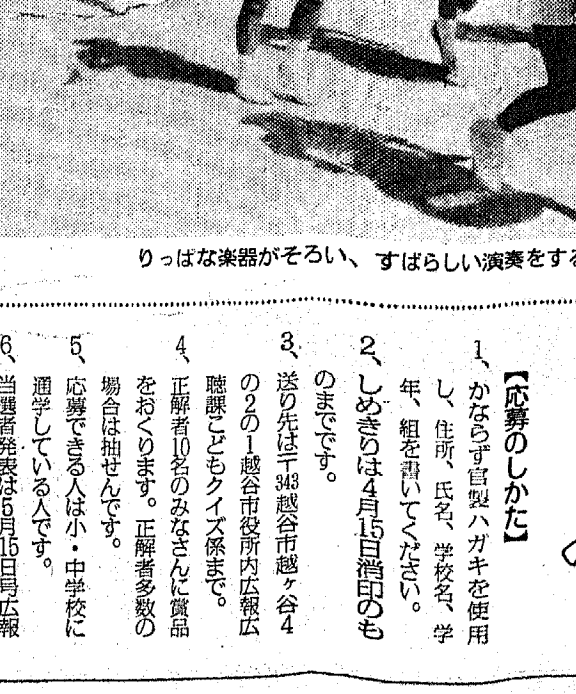 りっぱな楽器がそろい、すばらしい演奏をする
【応募のしかた】
1、かならず官製ハガキを使用
し、住所、氏名、学校名、学
年、組を書いてください。
2、しめきりは4月15日消印のも
のまでです。
3、送り先は〒343越谷市越ヶ谷4
の2の1越谷市役所内広報広
聴課こどもクイズ係まで。
4、正解者10名のみなさんに賞品
をおくります。正解者多数の
場合は抽せんです。
5、応募できる人は小・中学校に
通学している人です。
6、当選者発表は5月15日号広報